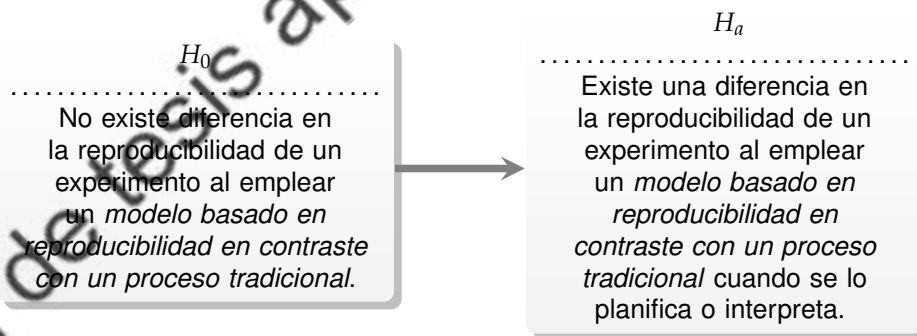 H0
No existe diferencia en
la reproducibilidad de un
experimento al emplear
un modelo basado en
reproducibilidad en contraste
con un proceso tradicional.
Ha
Existe una diferencia en
la reproducibilidad de un
experimento al emplear
un modelo basado en
reproducibilidad en
contraste con un proceso
tradicional cuando se lo
planifica o interpreta.
de tesis